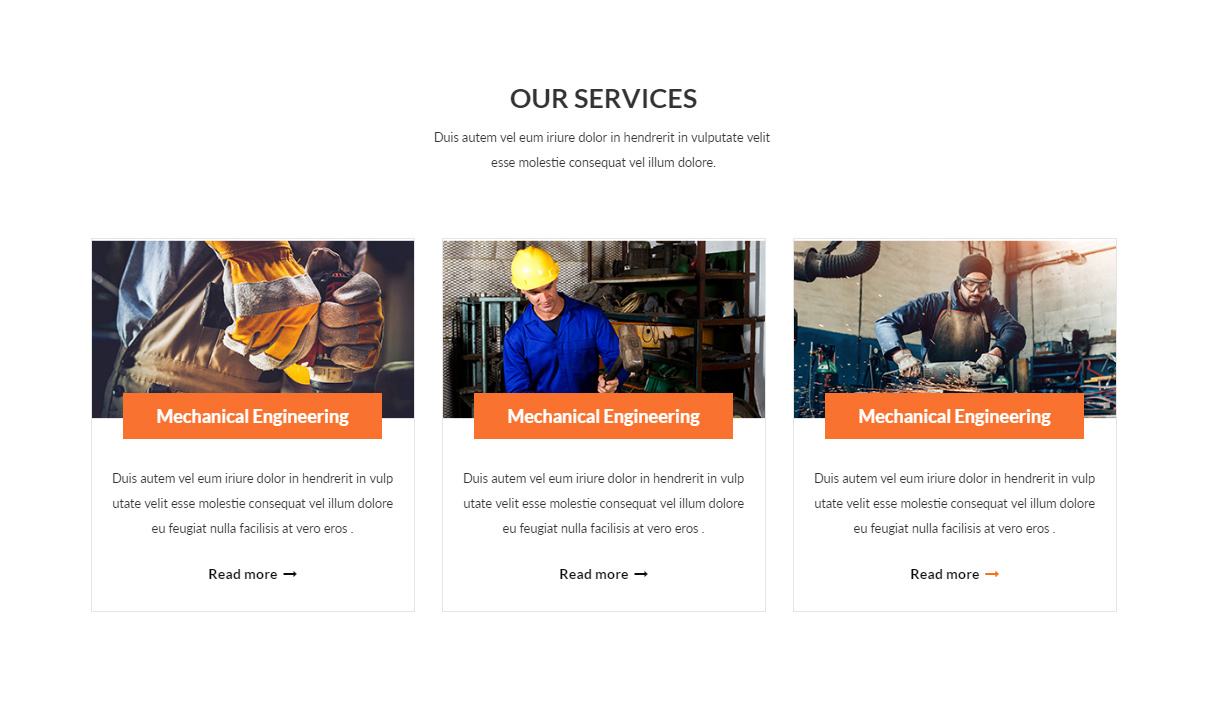 OUR SERVICES
Duis autem vel eum iriure dolor in hendrerit in vulputate velit
esse molestie consequat vel illum dolore.
Mechanical Engineering
Duis autem vel eum iriure dolor in hendrerit in vulp
utate velit esse molestie consequat vel illum dolore
eu feugiat nulla facilisis at vero eros .
Read more →
Mechanical Engineering
Duis autem vel eum iriure dolor in hendrerit in vulp
utate velit esse molestie consequat vel illum dolore
eu feugiat nulla facilisis at vero eros .
Read more →
Mechanical Engineering
Duis autem vel eum iriure dolor in hendrerit in vulp
utate velit esse molestie consequat vel illum dolore
eu feugiat nulla facilisis at vero eros .
Read more →